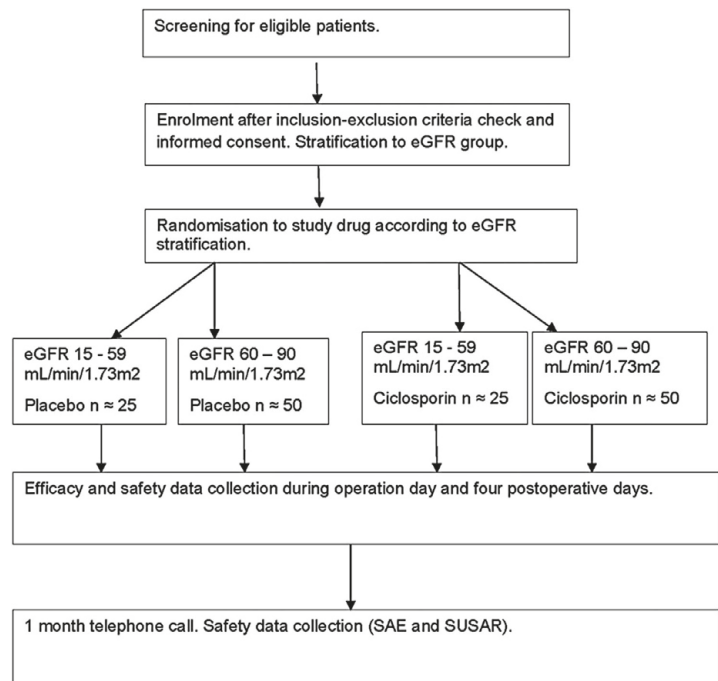 Screening for eligible patients.
Enrolment after inclusion-exclusion criteria check and
informed consent. Stratification to eGFR group.
Randomisation to study drug according to eGFR
stratification.
eGFR 15 - 59
mL/min/1.73m2
Placebo n ≈ 25
eGFR 60 – 90
mL/min/1.73m2
Placebo n ≈ 50
eGFR 15 - 59
mL/min/1.73m2
Ciclosporin n ≈ 25
eGFR 60 – 90
mL/min/1.73m2
Ciclosporin n ≈ 50
Efficacy and safety data collection during operation day and four postoperative days.
1 month telephone call. Safety data collection (SAE and SUSAR).